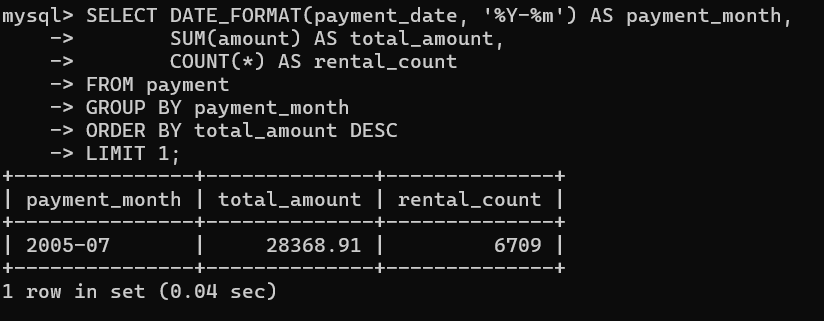 mysql> SELECT DATE_FORMAT(payment_date, '%Y-%m') AS payment_month,
    ->        SUM(amount) AS total_amount,
    ->        COUNT(*) AS rental_count
    -> FROM payment
    -> GROUP BY payment_month
    -> ORDER BY total_amount DESC
    -> LIMIT 1;
+---------------+--------------+--------------+
| payment_month | total_amount | rental_count |
+---------------+--------------+--------------+
| 2005-07       |     28368.91 |         6709 |
+---------------+--------------+--------------+
1 row in set (0.04 sec)